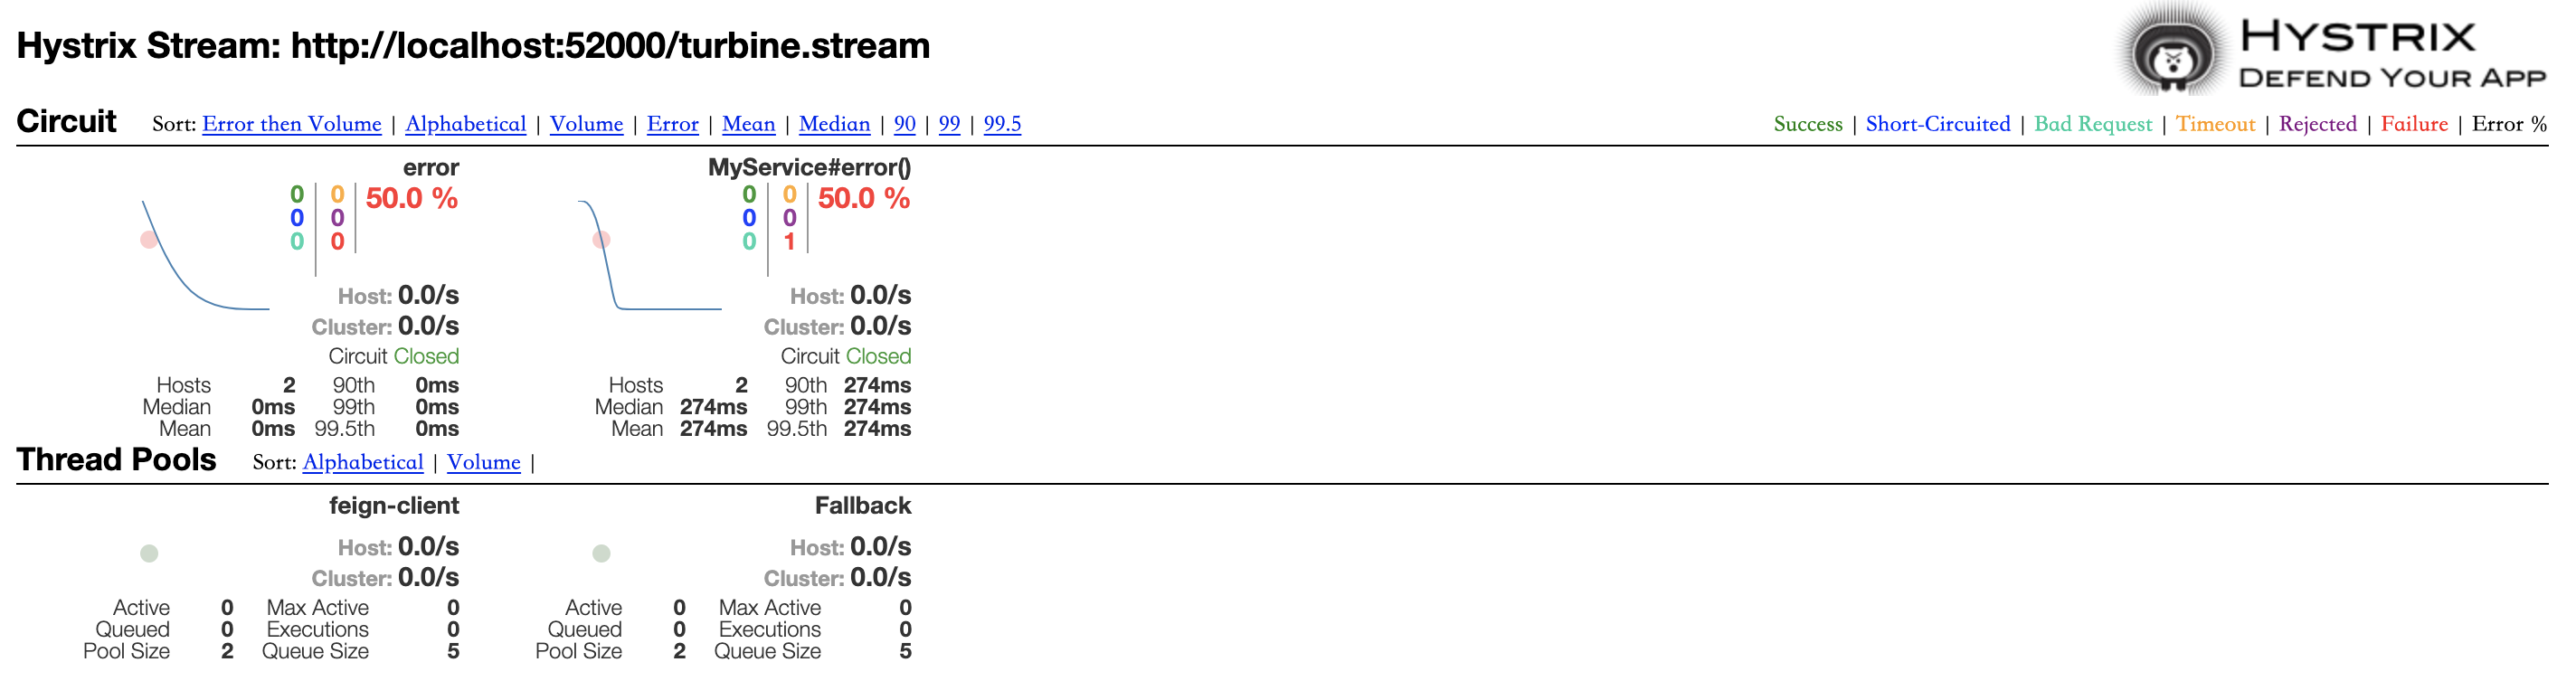 Hystrix Stream: http://localhost:52000/turbine.stream
HYSTRIX
DEFEND YOUR APP
Circuit Sort: Error then Volume | Alphabetical | Volume | Error | Mean | Median | 90 | 99 | 99.5
Success | Short-Circuited | Bad Request | Timeout | Rejected | Failure | Error %
error
0 0 50.0 %
0 0
0 0
Host: 0.0/s
Cluster: 0.0/s
Circuit Closed
Hosts 2 90th 0ms
Median 0ms 99th 0ms
Mean 0ms 99.5th 0ms
MyService#error()
0 0 50.0 %
0 0
0 1
Host: 0.0/s
Cluster: 0.0/s
Circuit Closed
Hosts 2 90th 274ms
Median 274ms 99th 274ms
Mean 274ms 99.5th 274ms
Thread Pools Sort: Alphabetical | Volume |
feign-client
Host: 0.0/s
Cluster: 0.0/s
Active 0 Max Active 0
Queued 0 Executions 0
Pool Size 2 Queue Size 5
Fallback
Host: 0.0/s
Cluster: 0.0/s
Active 0 Max Active 0
Queued 0 Executions 0
Pool Size 2 Queue Size 5